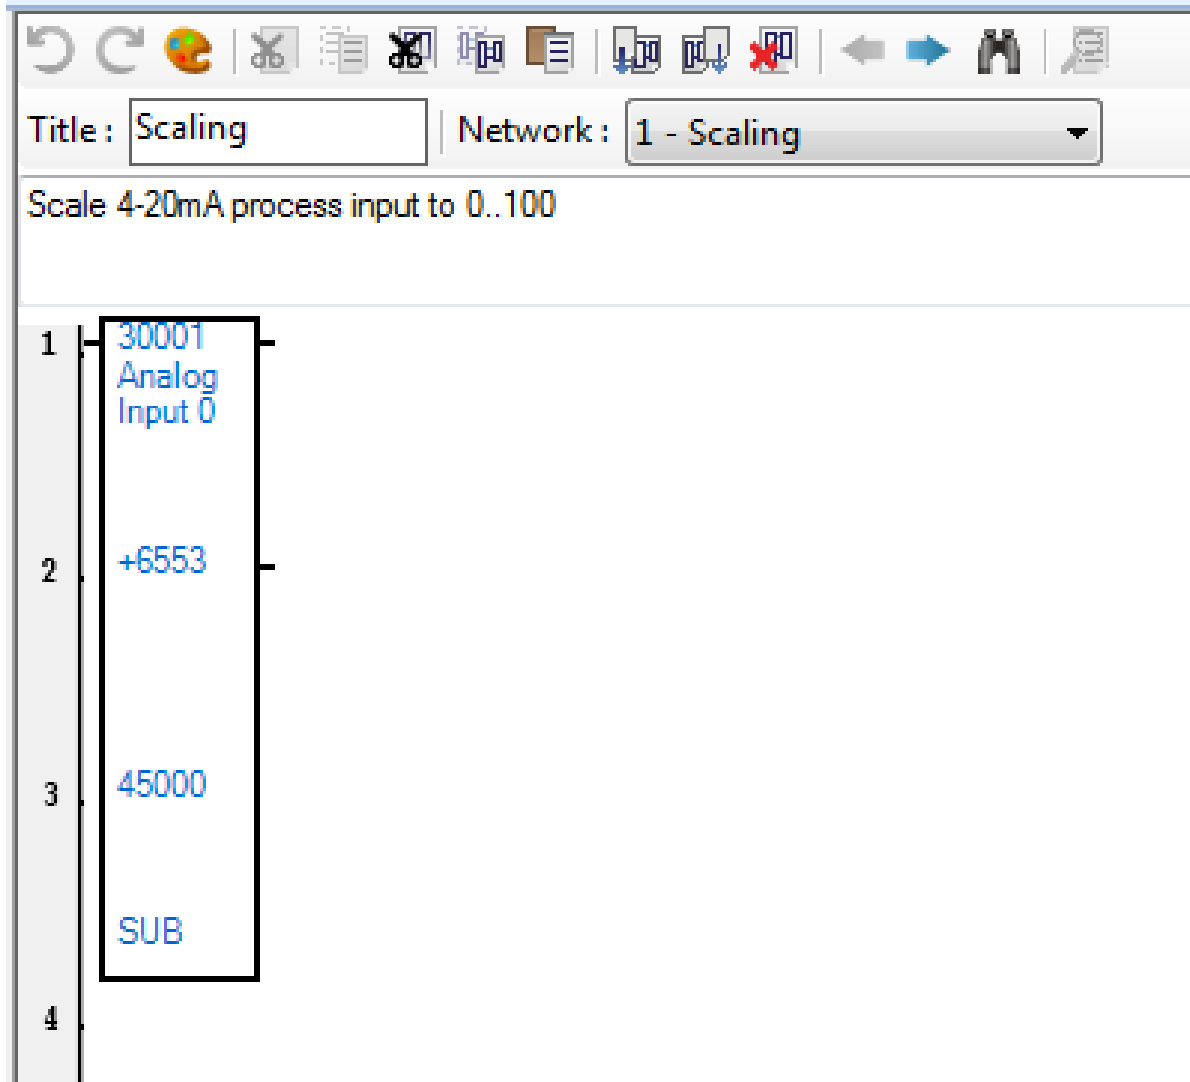 Title : Scaling Network : 1 - Scaling
Scale 4-20mA process input to 0..100
1 30001
Analog
Input 0
2 +6553
3 45000
SUB
4